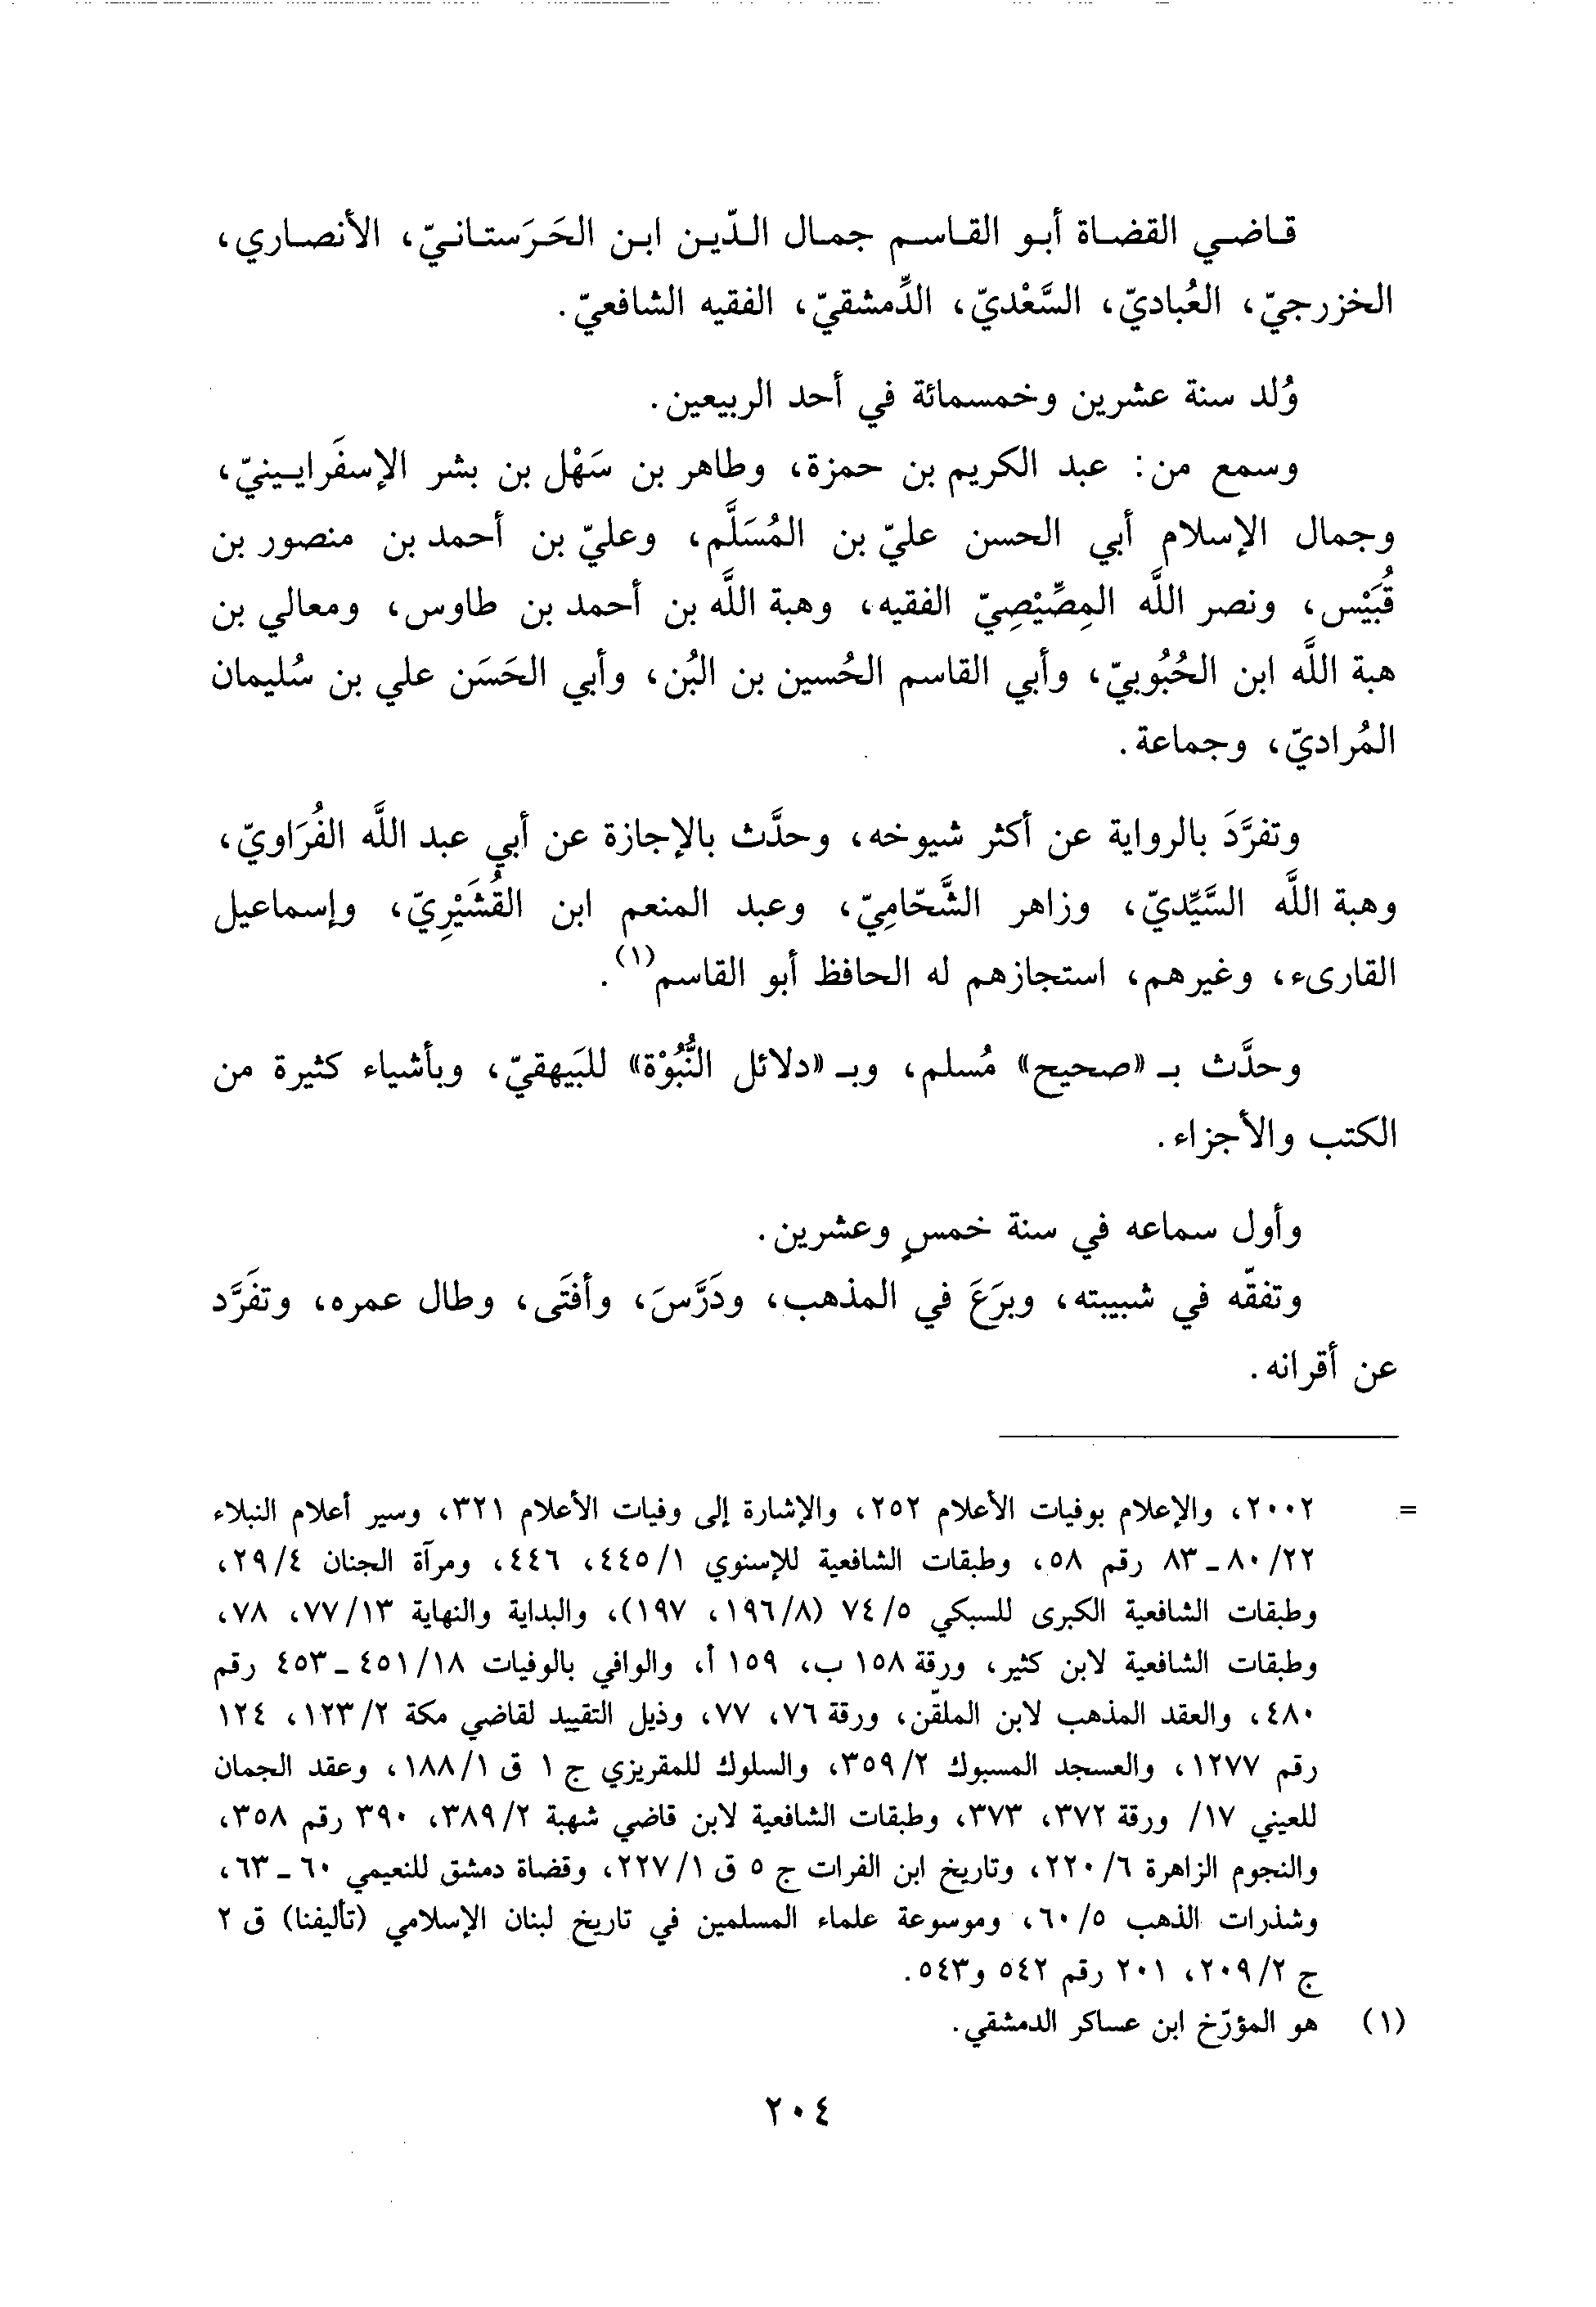 قاضي القضاة أبو القاسم جمال الدّين ابن الحَرَستانيّ، الأنصاري،
الخزرجيّ، العُباديّ، السَّعْديّ، الدِّمشقيّ، الفقيه الشافعيّ.
وُلد سنة عشرين وخمسمائة في أحد الربيعين.
وسمع من: عبد الكريم بن حمزة، وطاهر بن سَهْل بن بشر الإسفَرايينيّ،
وجمال الإسلام أبي الحسن عليّ بن المُسَلَّم، وعليّ بن أحمد بن منصور بن
قُبَيْس، ونصر اللَّه المِصِّيْصِيّ الفقيه، وهبة اللَّه بن أحمد بن طاوس، ومعالي بن
هبة اللَّه ابن الحُبُوبيّ، وأبي القاسم الحُسين بن البُن، وأبي الحَسَن علي بن سُليمان
المُراديّ، وجماعة.
وتفرَّدَ بالرواية عن أكثر شيوخه، وحدَّث بالإجازة عن أبي عبد اللَّه الفُرَاويّ،
وهبة اللَّه السَّيِّديّ، وزاهر الشَّحّامِيّ، وعبد المنعم ابن القُشَيْرِيّ، وإسماعيل
القارىء، وغيرهم، استجازهم له الحافظ أبو القاسم(١).
وحدَّث بـ «صحيح» مُسلم، وبـ «دلائل النُّبُوْة» للبَيهقيّ، وبأشياء كثيرة من
الكتب والأجزاء.
وأول سماعه في سنة خمسٍ وعشرين.
وتفقّه في شبيبته، وبرَعَ في المذهب، ودَرَّسَ، وأفتَى، وطال عمره، وتفَرَّد
عن أقرانه.
= ٢٠٠٢، والإعلام بوفيات الأعلام ٢٥٢، والإشارة إلى وفيات الأعلام ٣٢١، وسير أعلام النبلاء
٢٢/ ٨٠ ـ ٨٣ رقم ٥٨، وطبقات الشافعية للإسنوي ١/ ٤٤٥، ٤٤٦، ومرآة الجنان ٤/ ٢٩،
وطبقات الشافعية الكبرى للسبكي ٥/ ٧٤ (٨/ ١٩٦، ١٩٧)، والبداية والنهاية ١٣/ ٧٧، ٧٨،
وطبقات الشافعية لابن كثير، ورقة ١٥٨ ب، ١٥٩ أ، والوافي بالوفيات ١٨/ ٤٥١ ـ ٤٥٣ رقم
٤٨٠، والعقد المذهب لابن الملقّن، ورقة ٧٦، ٧٧، وذيل التقييد لقاضي مكة ٢/ ١٢٣، ١٢٤
رقم ١٢٧٧، والعسجد المسبوك ٢/ ٣٥٩، والسلوك للمقريزي ج ١ ق ١/ ١٨٨، وعقد الجمان
للعيني ١٧/ ورقة ٣٧٢، ٣٧٣، وطبقات الشافعية لابن قاضي شهبة ٢/ ٣٨٩، ٣٩٠ رقم ٣٥٨،
والنجوم الزاهرة ٦/ ٢٢٠، وتاريخ ابن الفرات ج ٥ ق ١/ ٢٢٧، وقضاة دمشق للنعيمي ٦٠ ـ ٦٣،
وشذرات الذهب ٥/ ٦٠، وموسوعة علماء المسلمين في تاريخ لبنان الإسلامي (تأليفنا) ق ٢
ج ٢/ ٢٠٩، ٢٠١ رقم ٥٤٢ و٥٤٣.
(١) هو المؤرّخ ابن عساكر الدمشقي.
٢٠٤